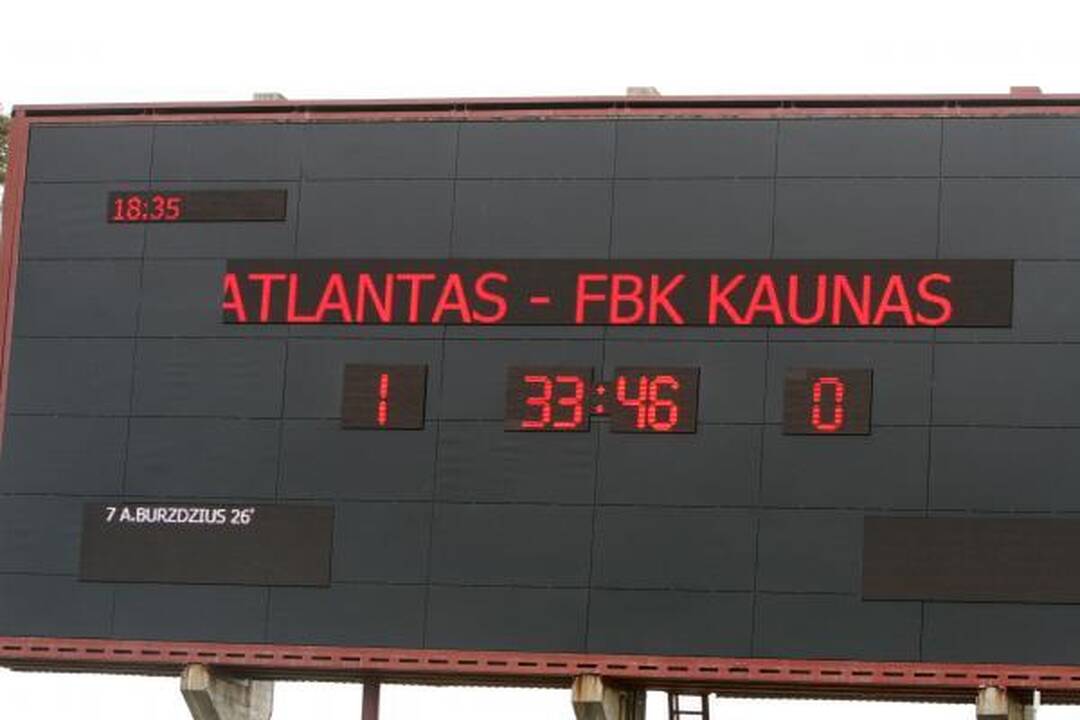 18:35
ATLANTAS - FBK KAUNAS
1 33:46 0
7 A.BURZDZIUS 26'